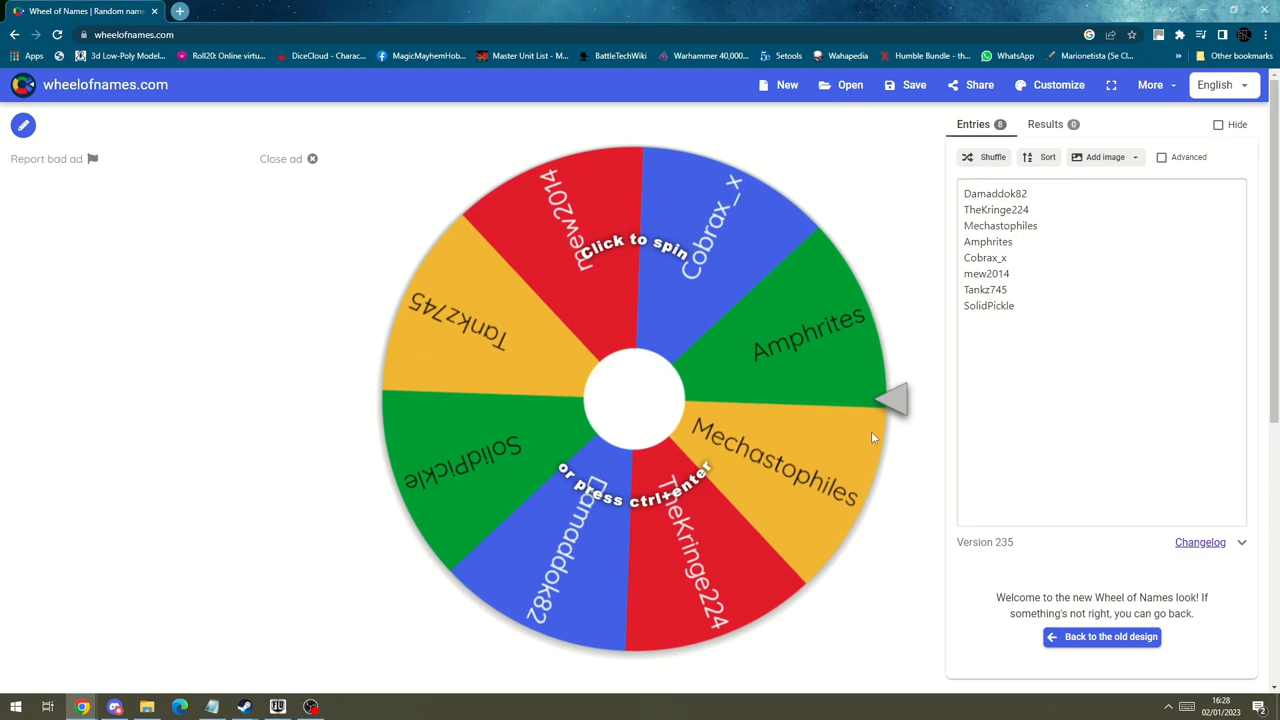 Wheel of Names | Random name
wheelofnames.com
Apps
3d Low-Poly Model...
Roll20: Online virtu...
DiceCloud - Charac...
MagicMayhemHob...
Master Unit List - M...
BattleTechWiki
Warhammer 40,000...
5etools
Wahapedia
Humble Bundle - th...
WhatsApp
Marionetista (5e Cl...
»
Other bookmarks
wheelofnames.com
New
Open
Save
Share
Customize
More
English
Report bad ad
Close ad
Entries 8
Results 0
Hide
Shuffle
Sort
Add image
Advanced
Damaddok82
TheKringe224
Mechastophiles
Amphrites
Cobrax_x
mew2014
Tankz745
SolidPickle
mew2014
Cobrax_x
Click to spin
Amphrites
Tankz745
Mechastophiles
SolidPickle
or press ctrl+enter
Damaddok82
TheKringe224
Version 235
Changelog
Welcome to the new Wheel of Names look! If
something's not right, you can go back.
Back to the old design
16:28
02/01/2023
2